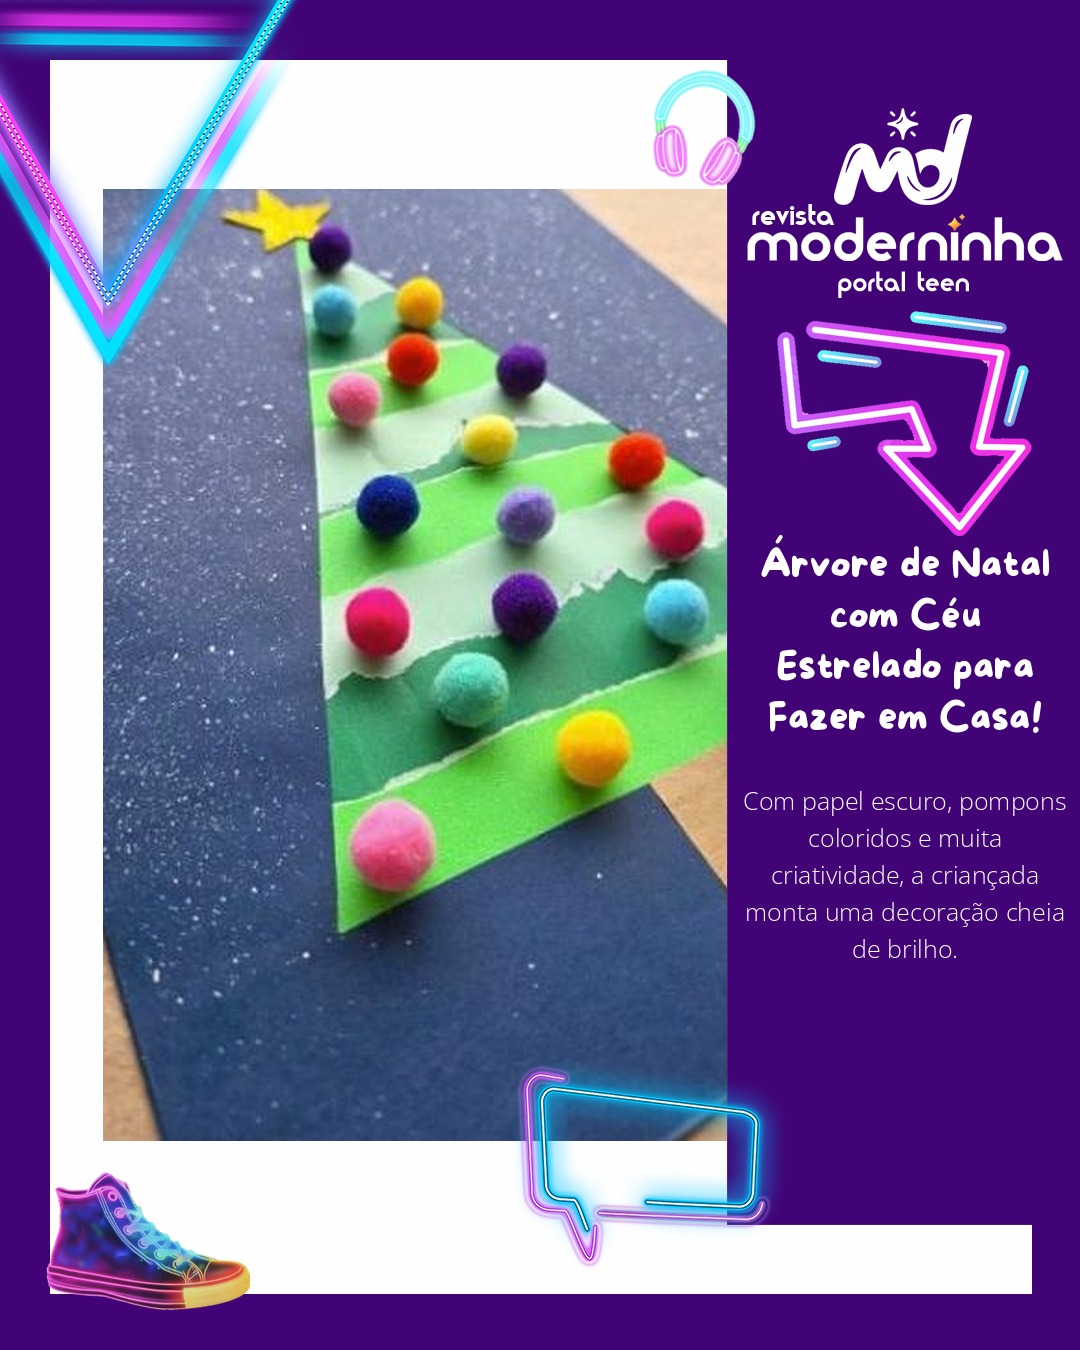 md
revista
moderninha
portal teen
Árvore de Natal
com Céu
Estrelado para
Fazer em Casa!
Com papel escuro, pompons
coloridos e muita
criatividade, a criançada
monta uma decoração cheia
de brilho.